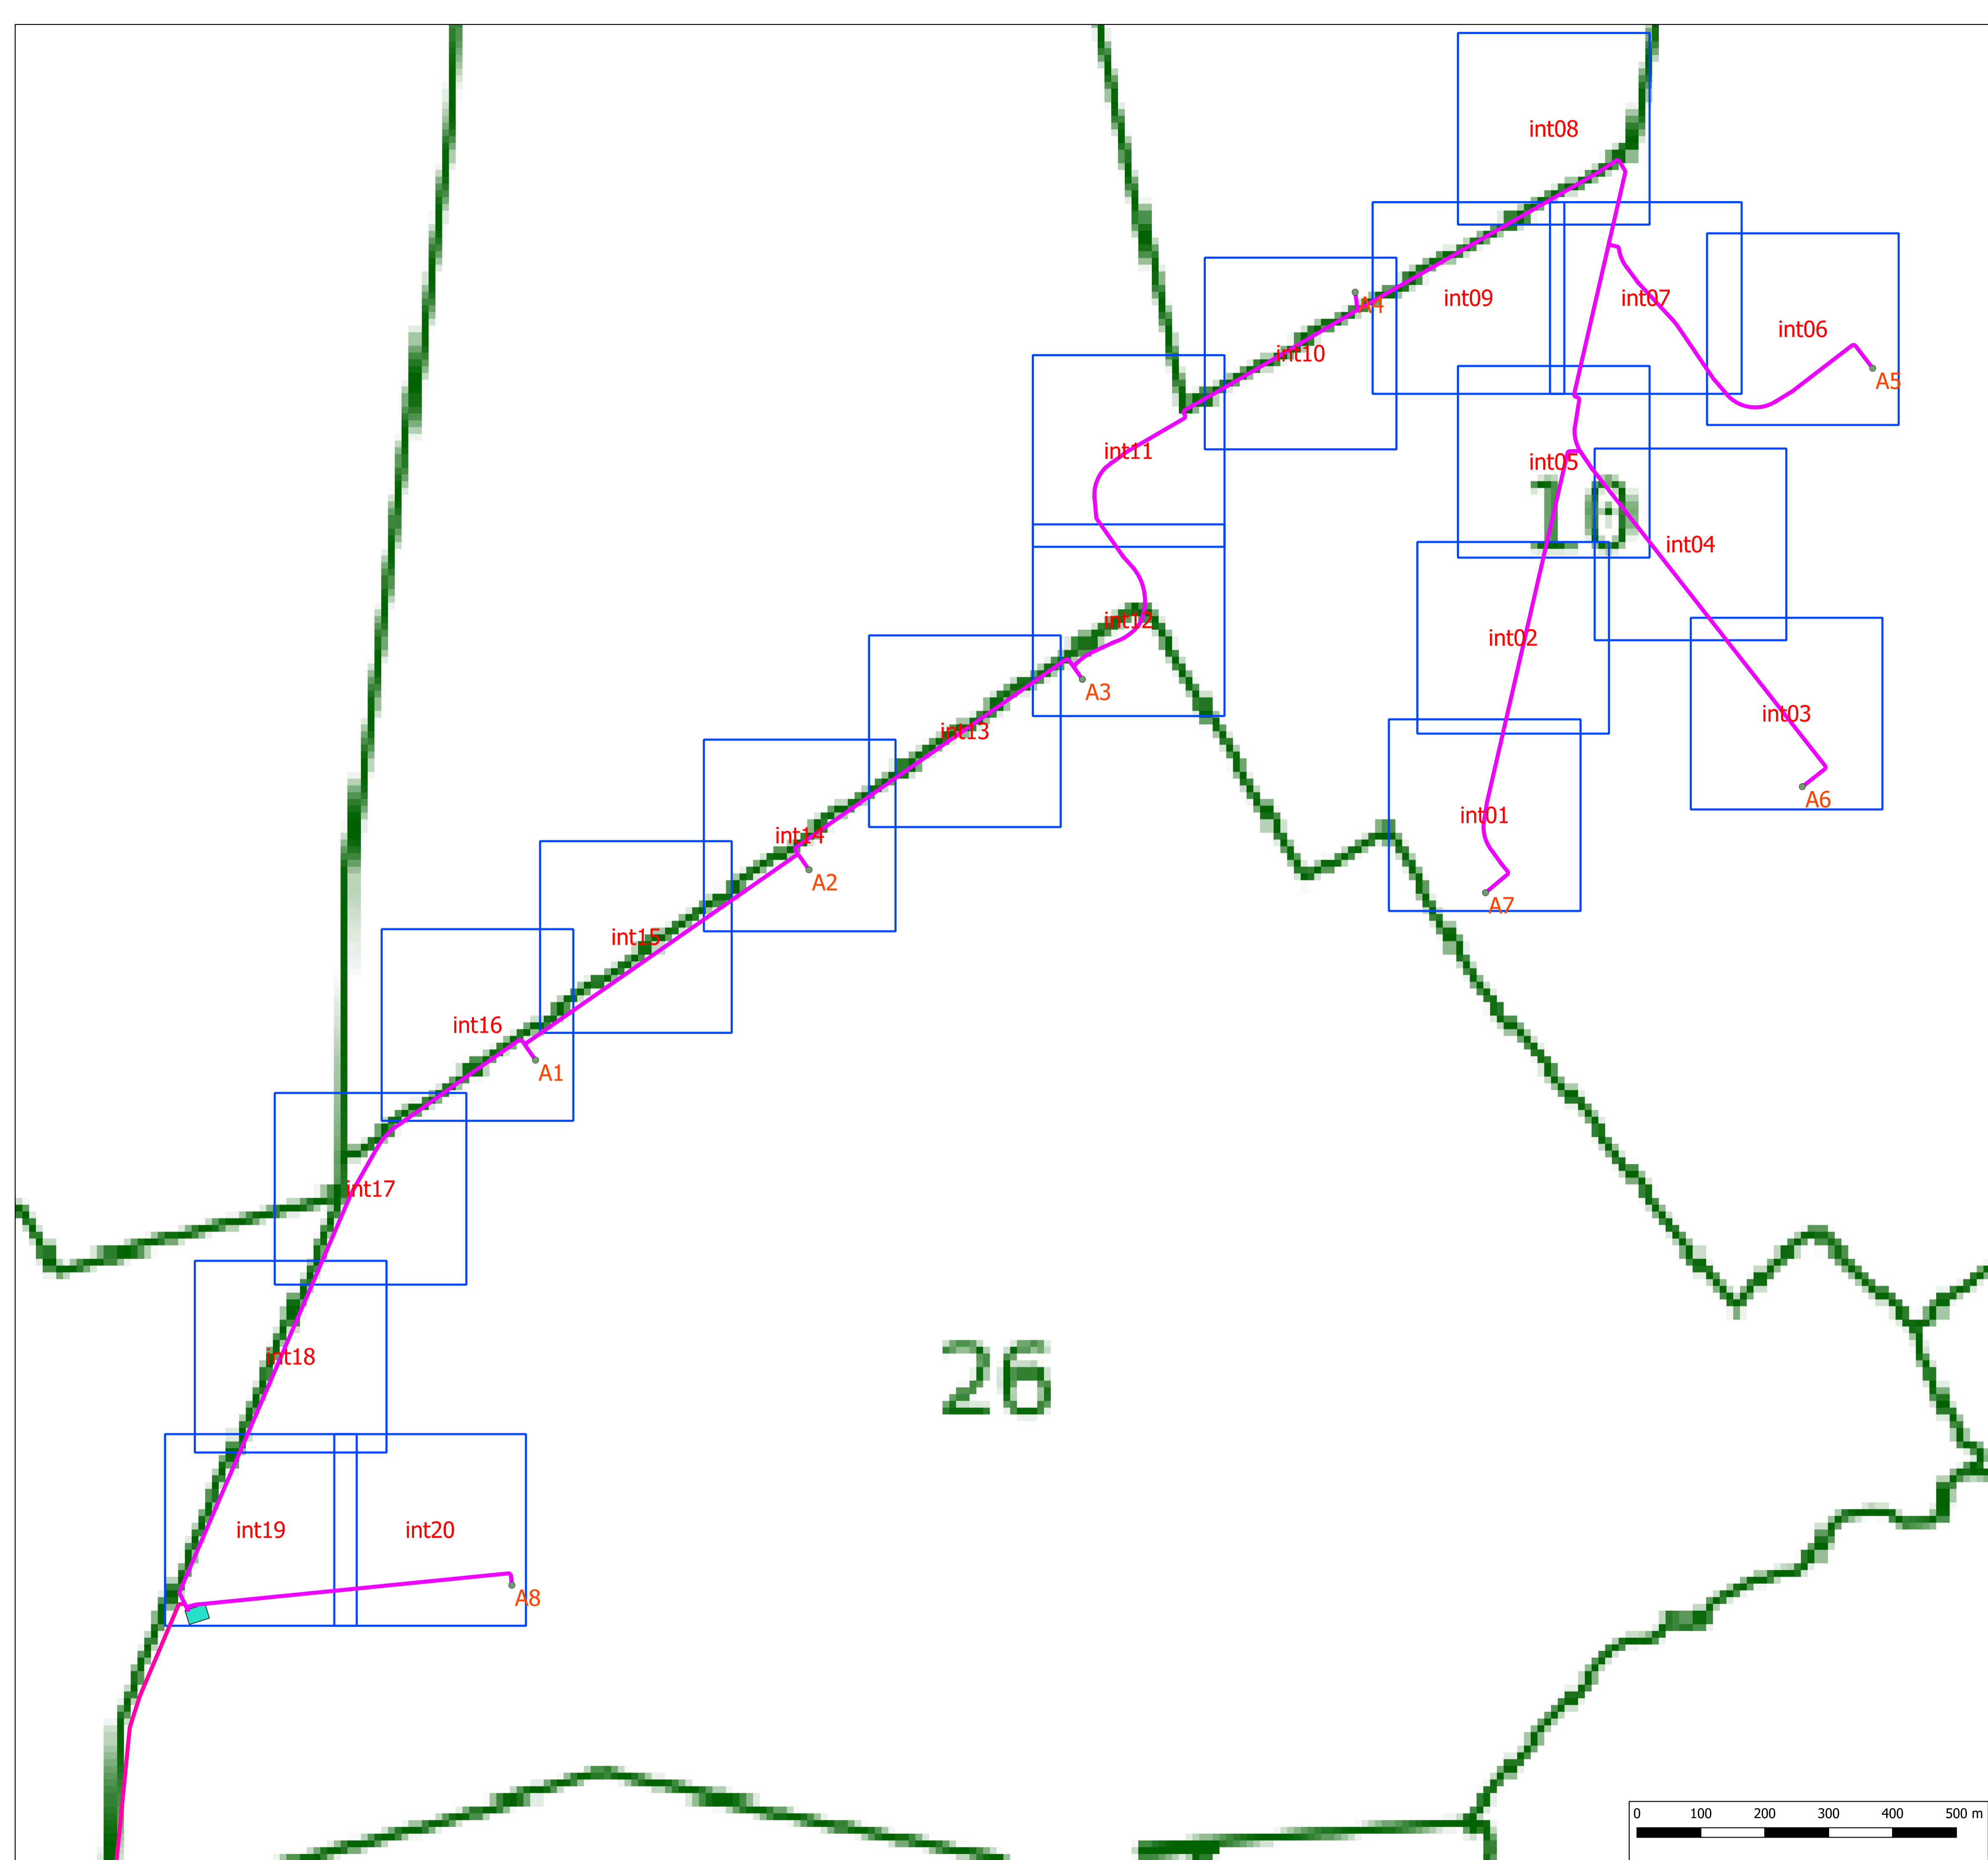 int08
int09
int07
int06
A4
int10
A5
int11
int05
10
int04
int12
int02
A3
int03
int13
A6
int01
int14
A2
A7
int15
int16
A1
int17
int18
26
int19
int20
A8
0 100 200 300 400 500 m